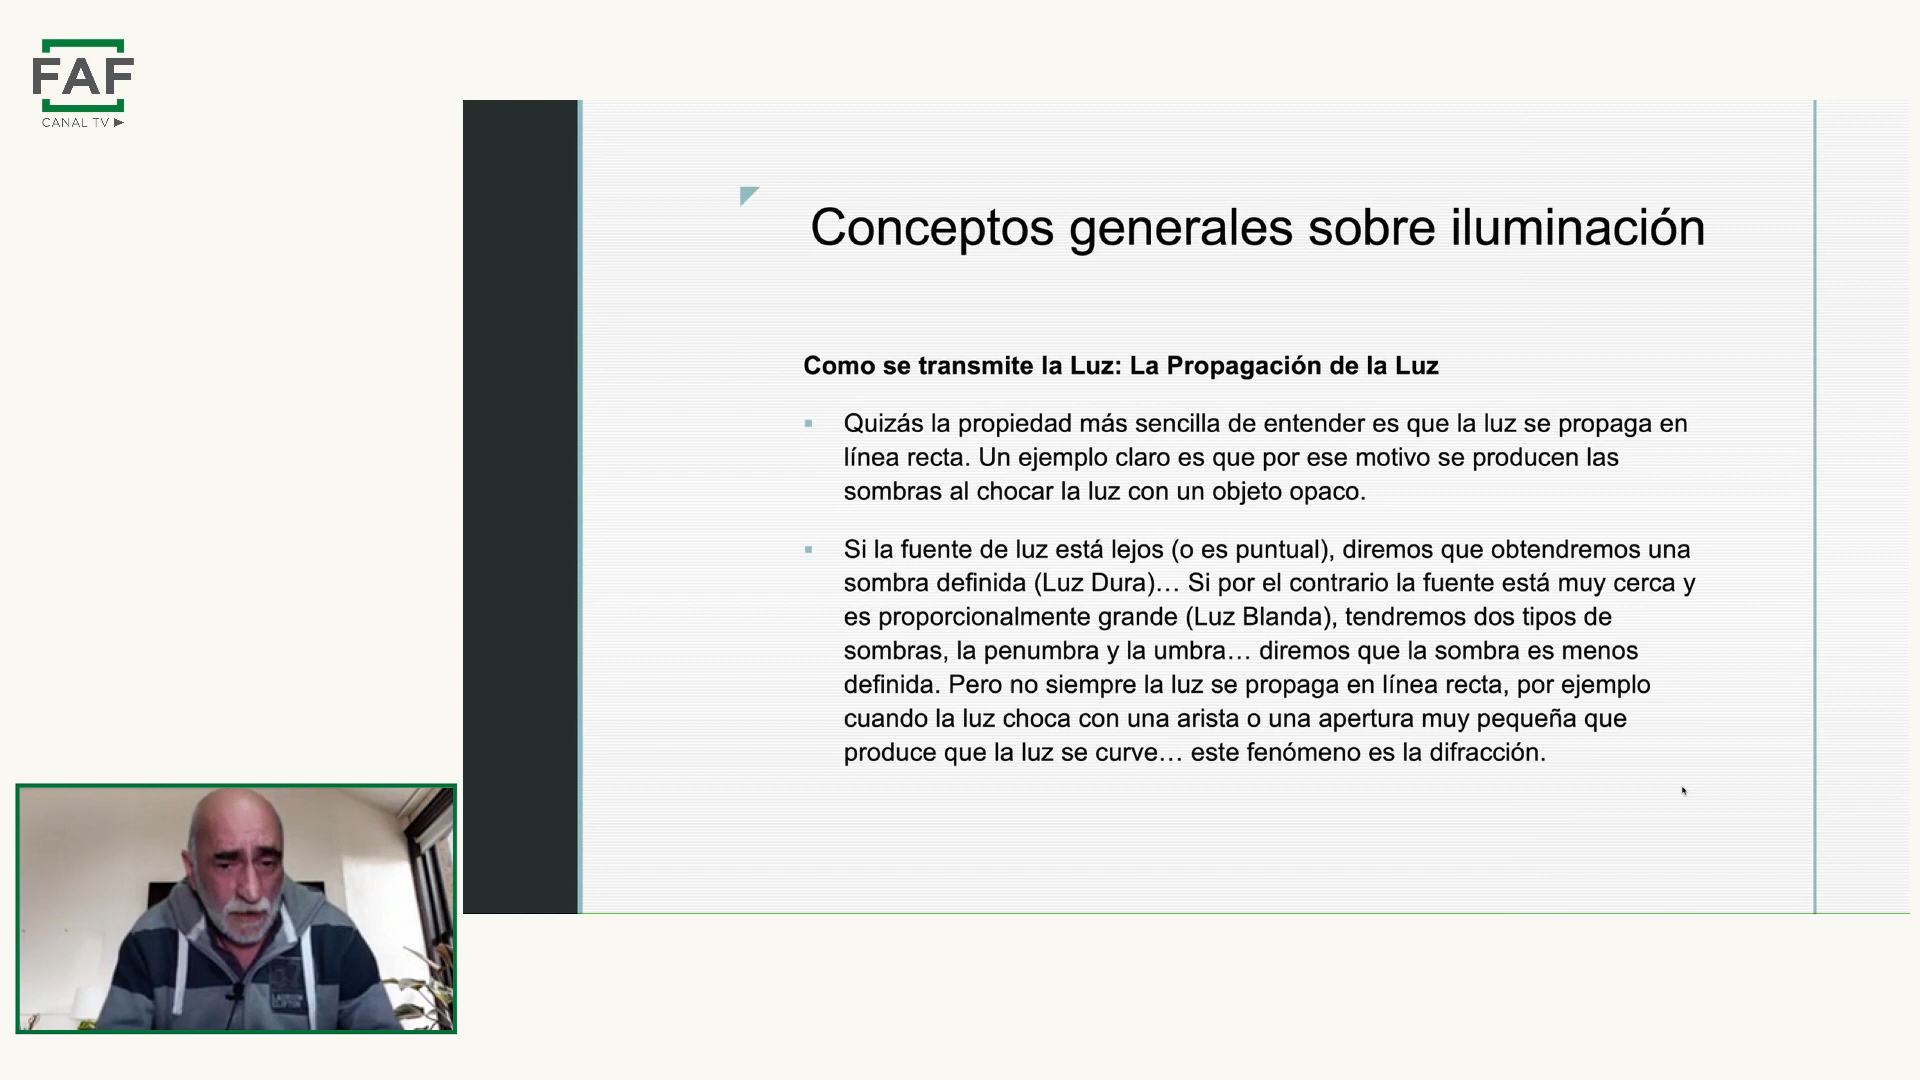 FAF
CANAL TV
Conceptos generales sobre iluminación
Como se transmite la Luz: La Propagación de la Luz
Quizás la propiedad más sencilla de entender es que la luz se propaga en
línea recta. Un ejemplo claro es que por ese motivo se producen las
sombras al chocar la luz con un objeto opaco.
Si la fuente de luz está lejos (o es puntual), diremos que obtendremos una
sombra definida (Luz Dura)… Si por el contrario la fuente está muy cerca y
es proporcionalmente grande (Luz Blanda), tendremos dos tipos de
sombras, la penumbra y la umbra… diremos que la sombra es menos
definida. Pero no siempre la luz se propaga en línea recta, por ejemplo
cuando la luz choca con una arista o una apertura muy pequeña que
produce que la luz se curve… este fenómeno es la difracción.